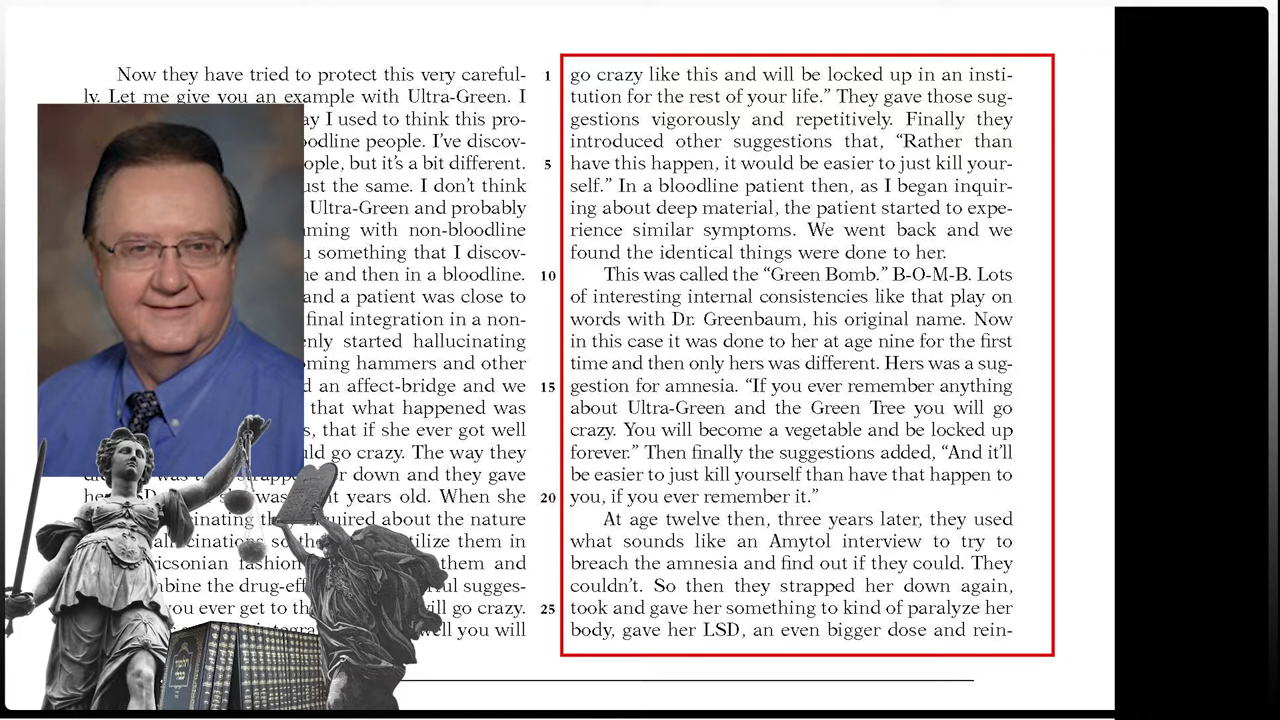 Now they have tried to protect this very careful-
ly. Let me give you an example with Ultra-Green. I
I used to think this pro-
people. I've discov-
but it's a bit different.
the same. I don't think
Ultra-Green and probably
with non-bloodline
something that I discov-
and then in a bloodline.
and a patient was close to
final integration in a non-
started hallucinating
hammers and other
an affect-bridge and we
that what happened was
that if she ever got well
go crazy. The way they
was down and they gave
was years old. When she
about the nature
so them in
fashion them and
the sugges-
you ever get to go crazy.
you will
1
5
10
15
20
25
go crazy like this and will be locked up in an insti-
tution for the rest of your life.” They gave those sug-
gestions vigorously and repetitively. Finally they
introduced other suggestions that, “Rather than
have this happen, it would be easier to just kill your-
self.” In a bloodline patient then, as I began inquir-
ing about deep material, the patient started to expe-
rience similar symptoms. We went back and we
found the identical things were done to her.
This was called the “Green Bomb.” B-O-M-B. Lots
of interesting internal consistencies like that play on
words with Dr. Greenbaum, his original name. Now
in this case it was done to her at age nine for the first
time and then only hers was different. Hers was a sug-
gestion for amnesia. “If you ever remember anything
about Ultra-Green and the Green Tree you will go
crazy. You will become a vegetable and be locked up
forever.” Then finally the suggestions added, “And it'll
be easier to just kill yourself than have that happen to
you, if you ever remember it.”
At age twelve then, three years later, they used
what sounds like an Amytol interview to try to
breach the amnesia and find out if they could. They
couldn't. So then they strapped her down again,
took and gave her something to kind of paralyze her
body, gave her LSD, an even bigger dose and rein-